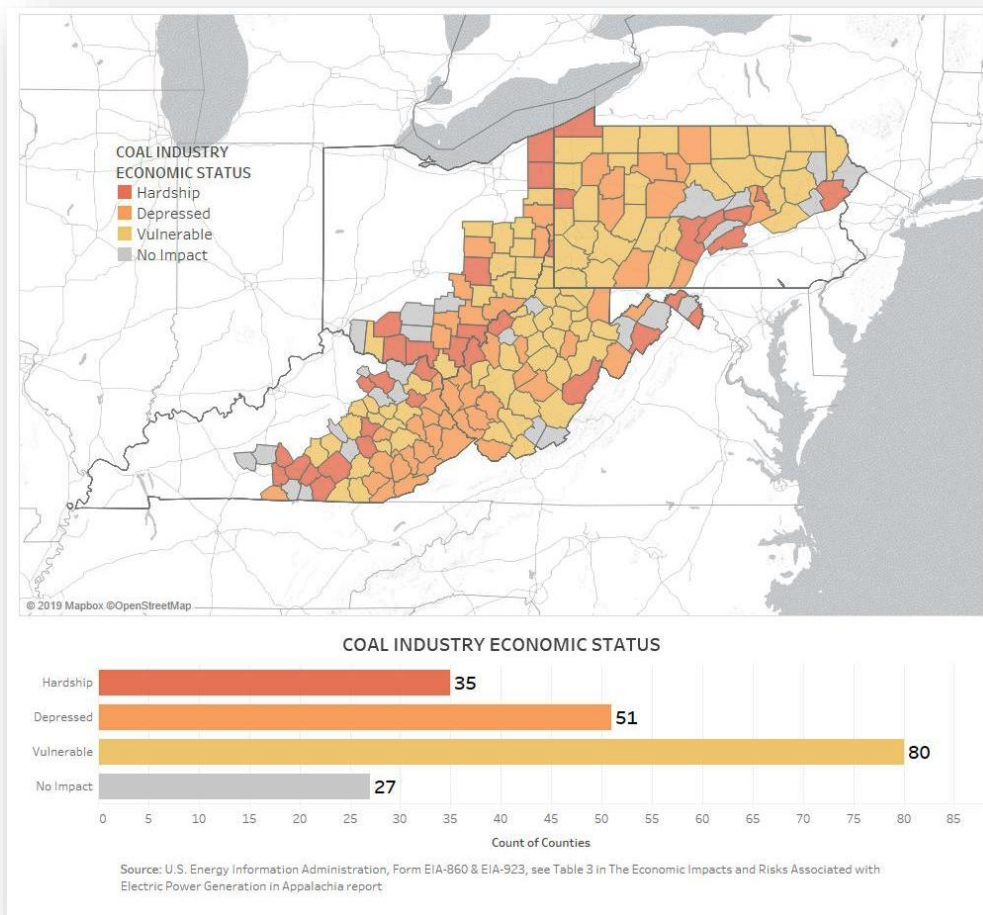 COAL INDUSTRY
ECONOMIC STATUS
Hardship
Depressed
Vulnerable
No Impact
© 2019 Mapbox ©OpenStreetMap
COAL INDUSTRY ECONOMIC STATUS
Hardship
35
Depressed
51
Vulnerable
80
No Impact
27
0 5 10 15 20 25 30 35 40 45 50 55 60 65 70 75 80 85
Count of Counties
Source: U.S. Energy Information Administration, Form EIA-860 & EIA-923, see Table 3 in The Economic Impacts and Risks Associated with
Electric Power Generation in Appalachia report